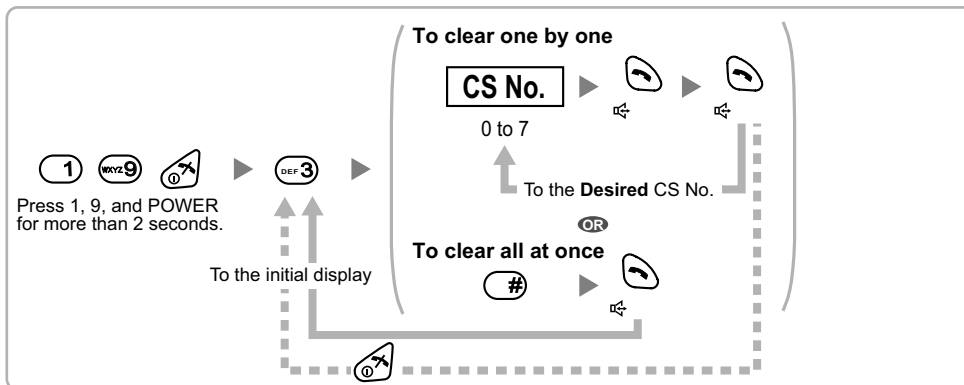 To clear one by one
CS No.
0 to 7
1 WXYZ9 DEF3
Press 1, 9, and POWER
for more than 2 seconds.
To the Desired CS No.
OR
To clear all at once
To the initial display
#